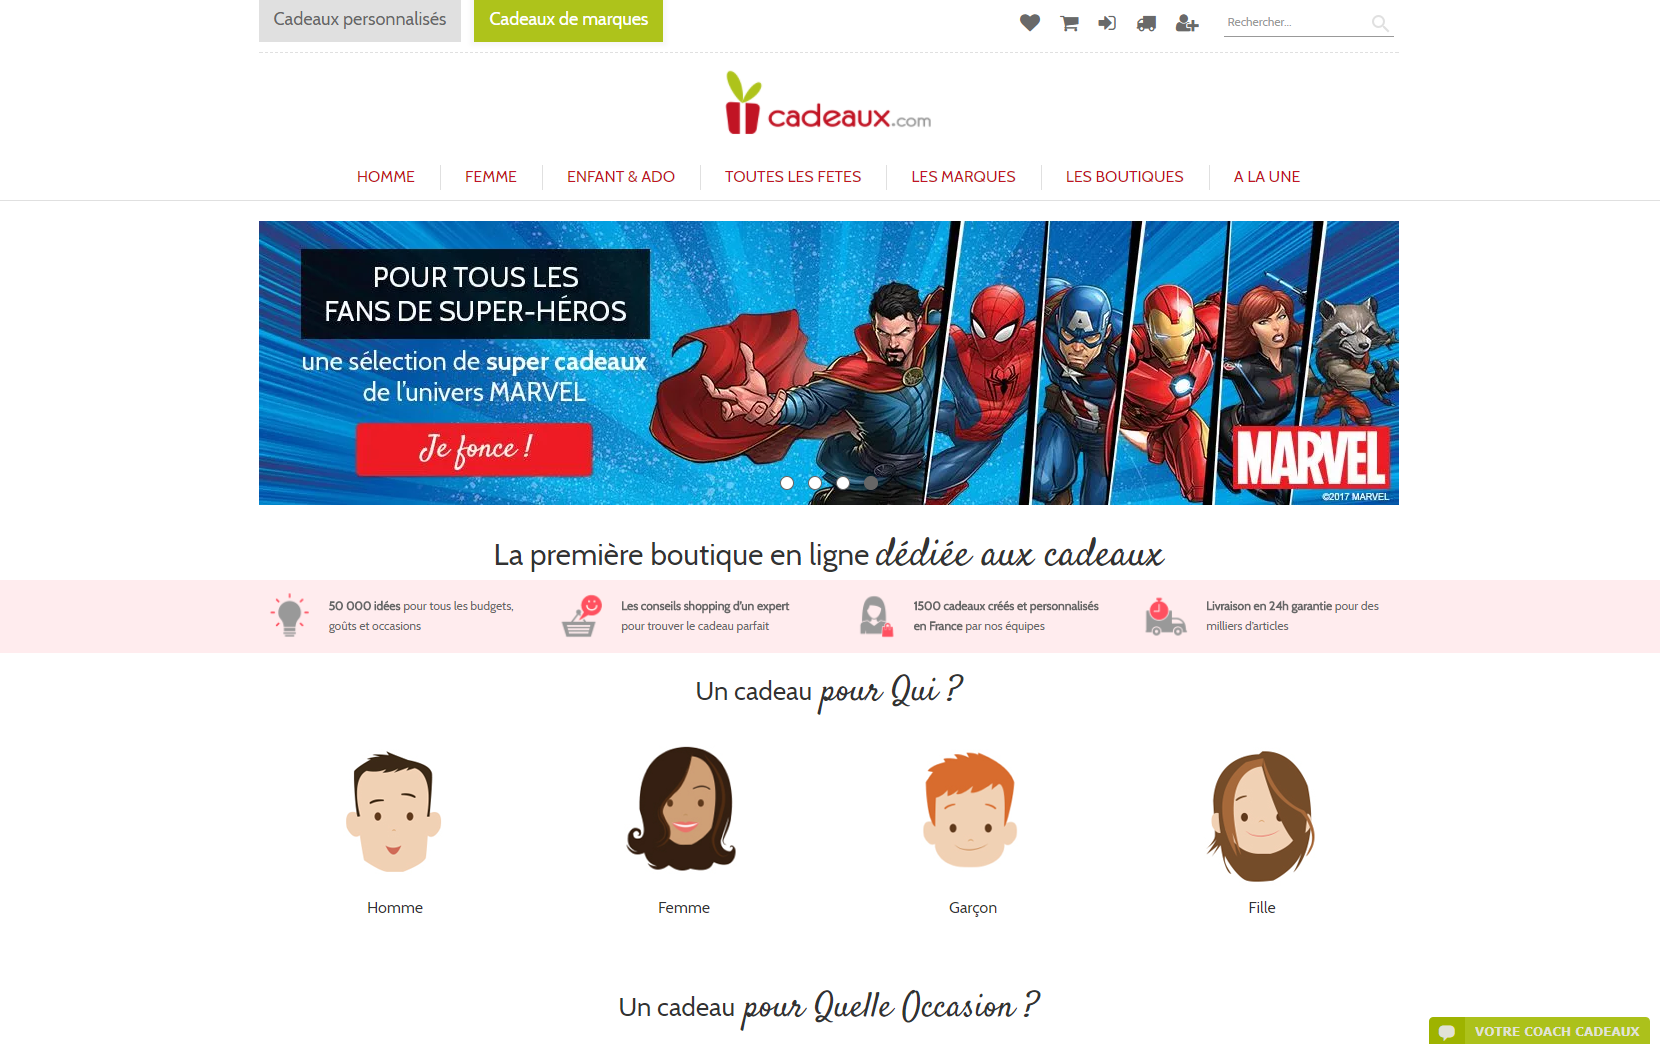 Cadeaux personnalisés
Cadeaux de marques
Rechercher...
cadeaux.com
HOMME
FEMME
ENFANT & ADO
TOUTES LES FETES
LES MARQUES
LES BOUTIQUES
A LA UNE
POUR TOUS LES
FANS DE SUPER-HÉROS
une sélection de super cadeaux
de l'univers MARVEL
Je fonce !
MARVEL
©2017 MARVEL
La première boutique en ligne dédiée aux cadeaux
50 000 idées pour tous les budgets,
goûts et occasions
Les conseils shopping d'un expert
pour trouver le cadeau parfait
1500 cadeaux créés et personnalisés
en France par nos équipes
Livraison en 24h garantie pour des
milliers d'articles
Un cadeau pour Qui ?
Homme
Femme
Garçon
Fille
Un cadeau pour Quelle Occasion ?
VOTRE COACH CADEAUX